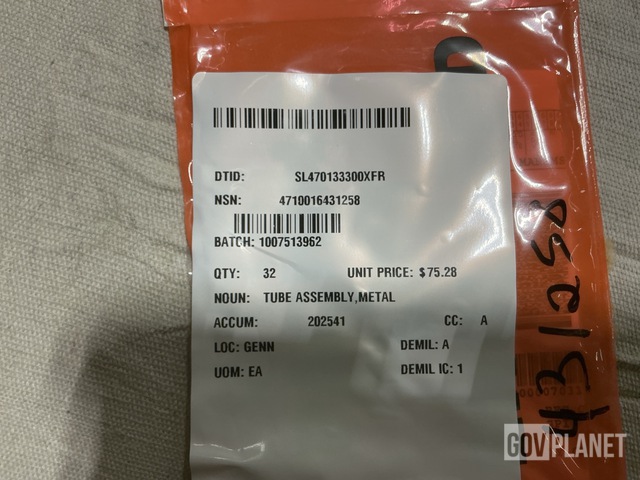 DTID: SL470133300XFR
NSN: 4710016431258
BATCH: 1007513962
QTY: 32 UNIT PRICE: $75.28
NOUN: TUBE ASSEMBLY,METAL
ACCUM: 202541 CC: A
LOC: GENN DEMIL: A
UOM: EA DEMIL IC: 1
431258
GOVPLANET